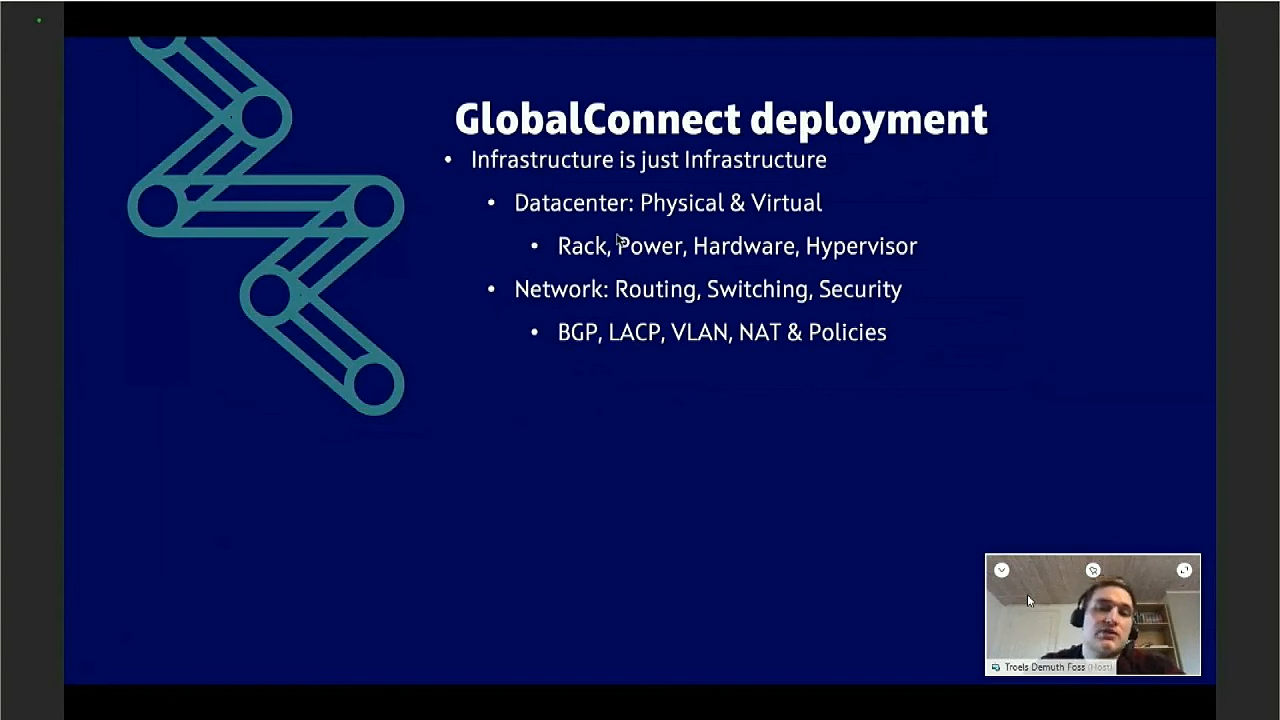 GlobalConnect deployment
• Infrastructure is just Infrastructure
• Datacenter: Physical & Virtual
• Rack, Power, Hardware, Hypervisor
• Network: Routing, Switching, Security
• BGP, LACP, VLAN, NAT & Policies
Troels Demuth Foss (Host)